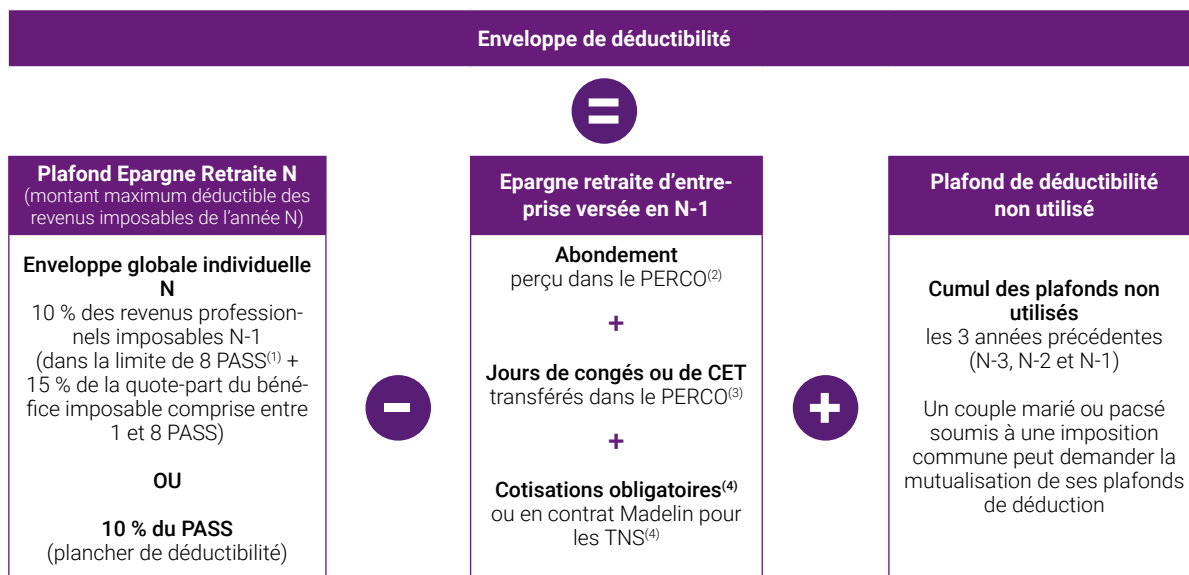 Enveloppe de déductibilité
=
Plafond Epargne Retraite N
(montant maximum déductible des
revenus imposables de l'année N)
Enveloppe globale individuelle
N
10 % des revenus profession-
nels imposables N-1
(dans la limite de 8 PASS(1) +
15 % de la quote-part du béné-
fice imposable comprise entre
1 et 8 PASS)
OU
10 % du PASS
(plancher de déductibilité)
-
Epargne retraite d'entre-
prise versée en N-1
Abondement
perçu dans le PERCO(2)
+
Jours de congés ou de CET
transférés dans le PERCO(3)
+
Cotisations obligatoires(4)
ou en contrat Madelin pour
les TNS(4)
+
Plafond de déductibilité
non utilisé
Cumul des plafonds non
utilisés
les 3 années précédentes
(N-3, N-2 et N-1)
Un couple marié ou pacsé
soumis à une imposition
commune peut demander la
mutualisation de ses plafonds
de déduction